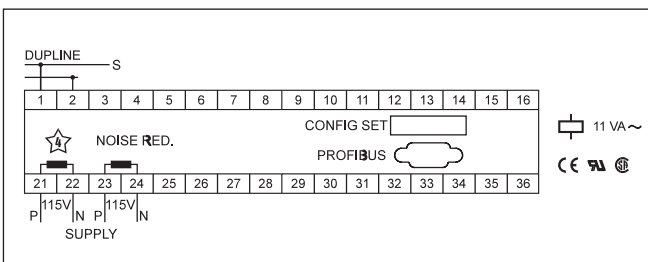 DUPLINE
S
1 2 3 4 5 6 7 8 9 10 11 12 13 14 15 16
4
NOISE RED.
CONFIG SET
11 VA~
PROFIBUS
CE
21 22 23 24 25 26 27 28 29 30 31 32 33 34 35 36
P 115V N P 115V N
SUPPLY